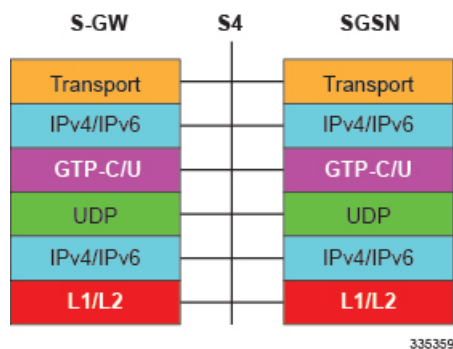 S-GW S4 SGSN
Transport Transport
IPv4/IPv6 IPv4/IPv6
GTP-C/U GTP-C/U
UDP UDP
IPv4/IPv6 IPv4/IPv6
L1/L2 L1/L2
335359